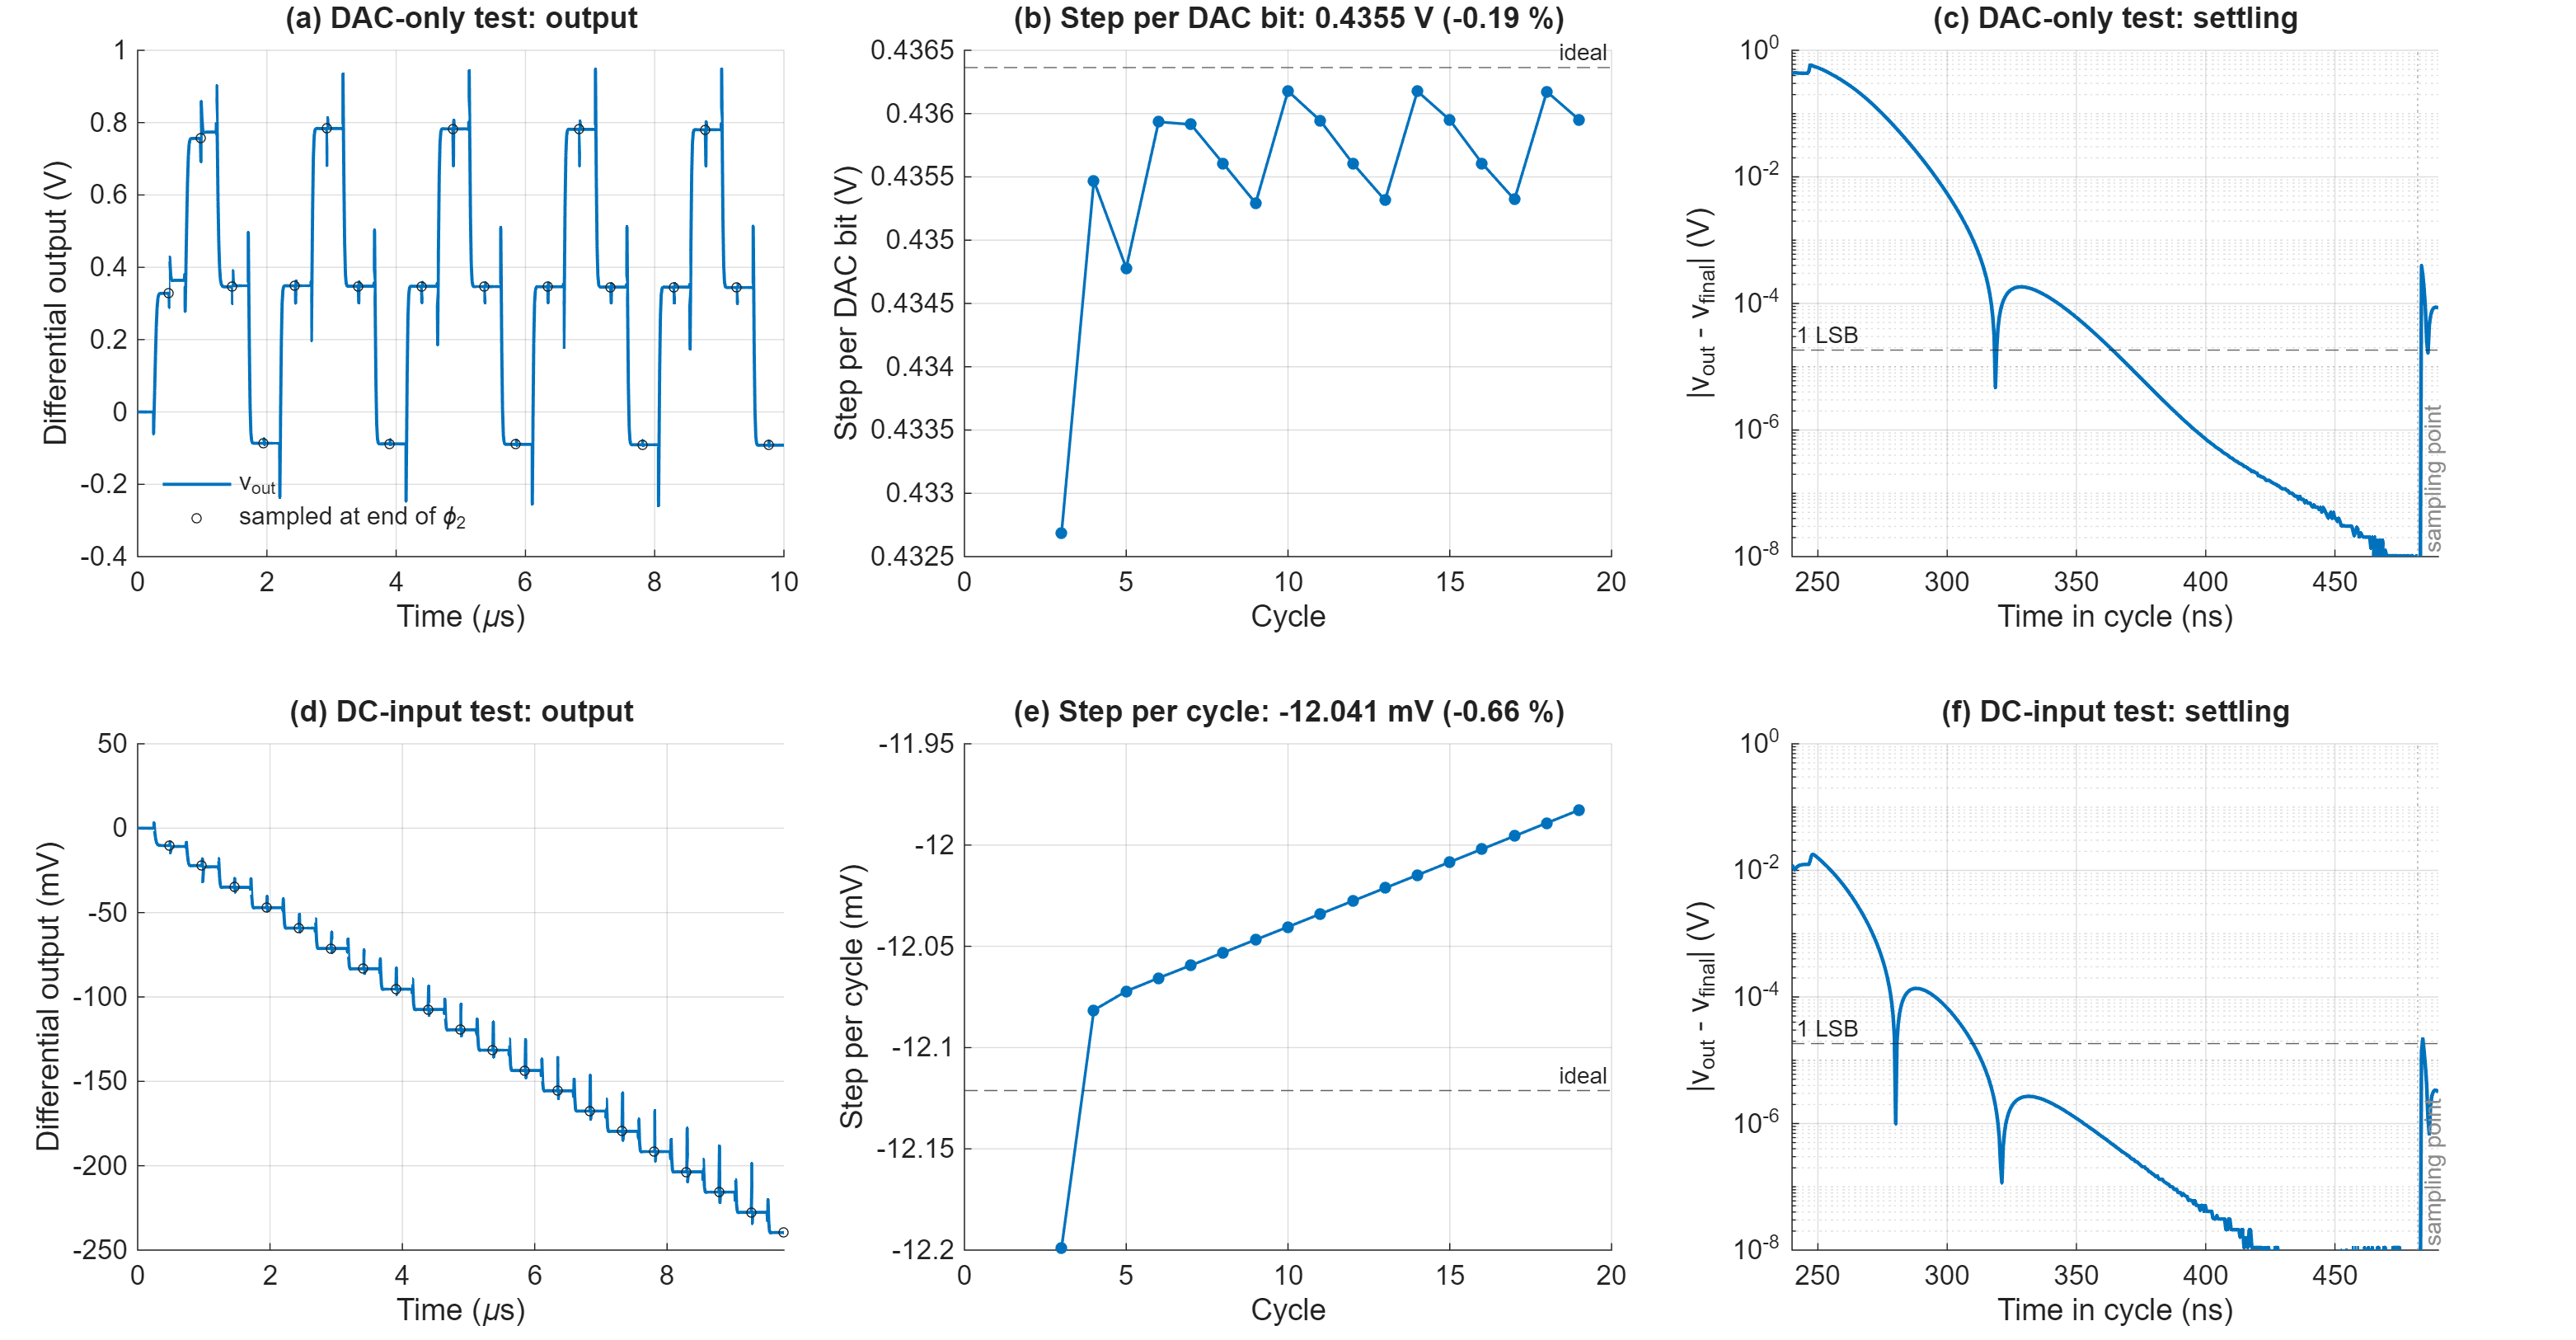 (a) DAC-only test: output
1
0.8
0.6
0.4
0.2
0
-0.2
-0.4
Differential output (V)
v_out
sampled at end of ϕ_2
0 2 4 6 8 10
Time (μs)
(b) Step per DAC bit: 0.4355 V (-0.19 %)
0.4365
0.436
0.4355
0.435
0.4345
0.434
0.4335
0.433
0.4325
Step per DAC bit (V)
ideal
0 5 10 15 20
Cycle
(c) DAC-only test: settling
10^0
10^-2
10^-4
10^-6
10^-8
|v_out - v_final| (V)
1 LSB
sampling point
250 300 350 400 450
Time in cycle (ns)
(d) DC-input test: output
50
0
-50
-100
-150
-200
-250
Differential output (mV)
0 2 4 6 8
Time (μs)
(e) Step per cycle: -12.041 mV (-0.66 %)
-11.95
-12
-12.05
-12.1
-12.15
-12.2
Step per cycle (mV)
ideal
0 5 10 15 20
Cycle
(f) DC-input test: settling
10^0
10^-2
10^-4
10^-6
10^-8
|v_out - v_final| (V)
1 LSB
sampling point
250 300 350 400 450
Time in cycle (ns)